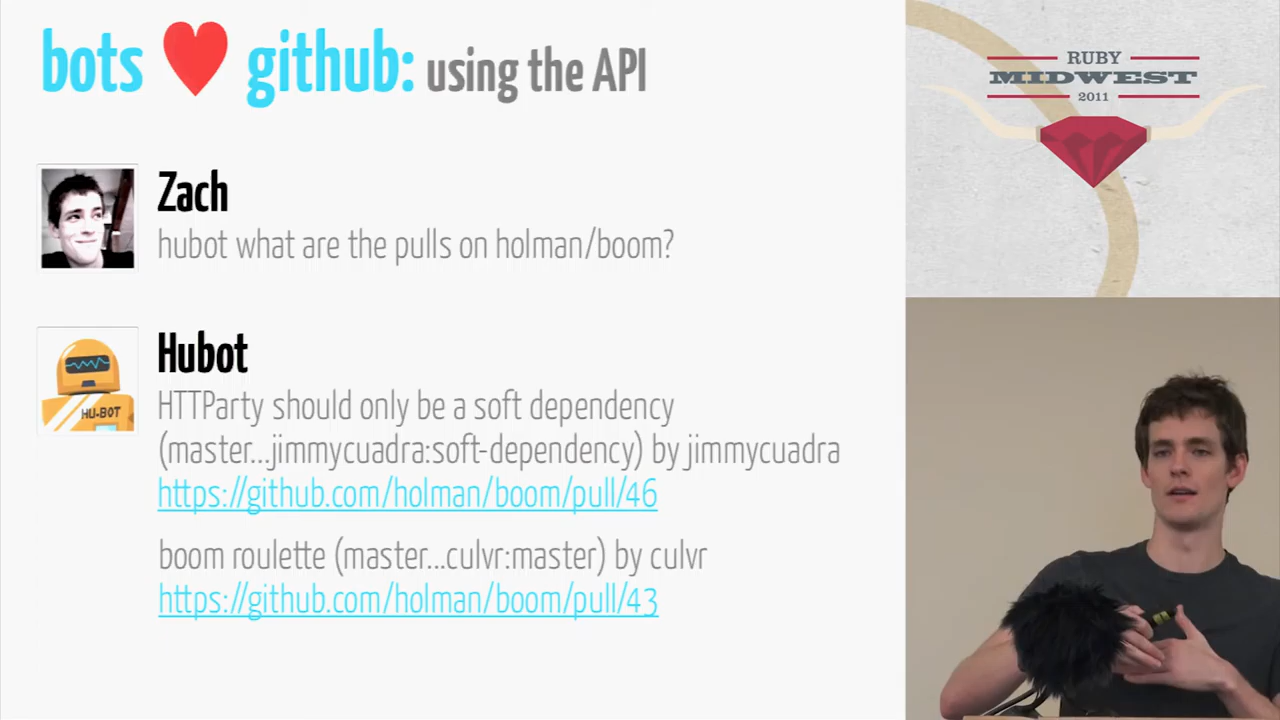 bots ❤ github: using the API
Zach
hubot what are the pulls on holman/boom?
Hubot
HTTParty should only be a soft dependency
(master...jimmycuadra:soft-dependency) by jimmycuadra
https://github.com/holman/boom/pull/46
boom roulette (master...culvr:master) by culvr
https://github.com/holman/boom/pull/43
HU-BOT
RUBY
MIDWEST
2011